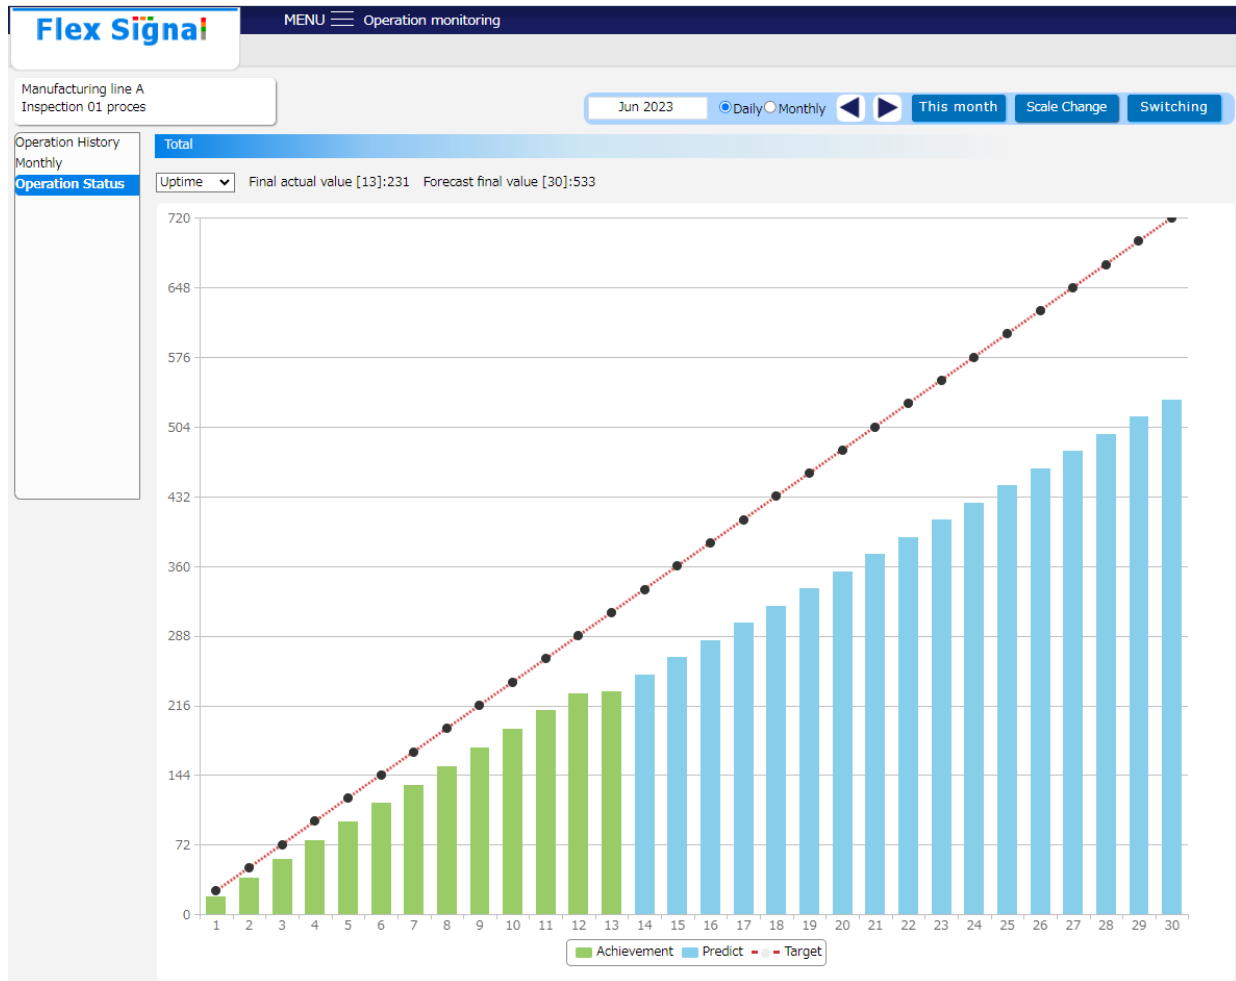 Flex Signal
MENU Operation monitoring
Manufacturing line A
Inspection 01 proces
Jun 2023 Daily Monthly This month Scale Change Switching
Operation History
Monthly
Operation Status
Total
Uptime Final actual value [13]:231 Forecast final value [30]:533
720
648
576
504
432
360
288
216
144
72
0
1 2 3 4 5 6 7 8 9 10 11 12 13 14 15 16 17 18 19 20 21 22 23 24 25 26 27 28 29 30
Achievement Predict Target